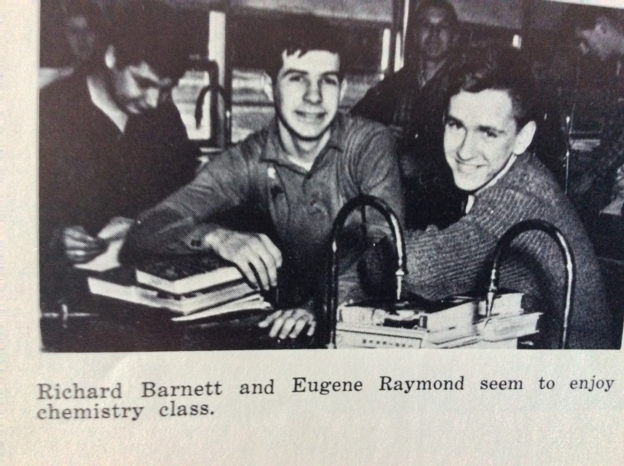 Richard Barnett and Eugene Raymond seem to enjoy
chemistry class.